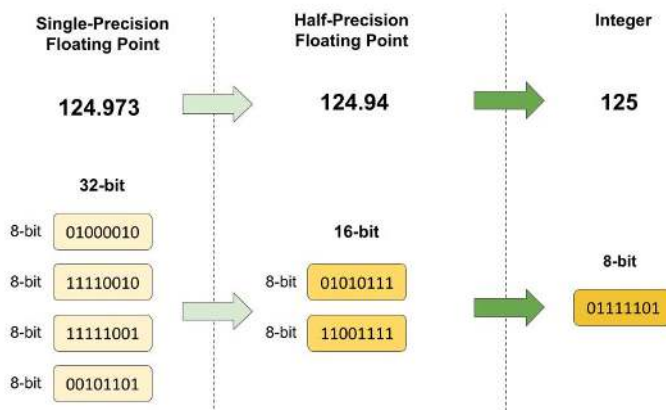 Single-Precision
Floating Point
Half-Precision
Floating Point
Integer
124.973
124.94
125
32-bit
8-bit 01000010
8-bit 11110010
8-bit 11111001
8-bit 00101101
16-bit
8-bit 01010111
8-bit 11001111
8-bit
01111101